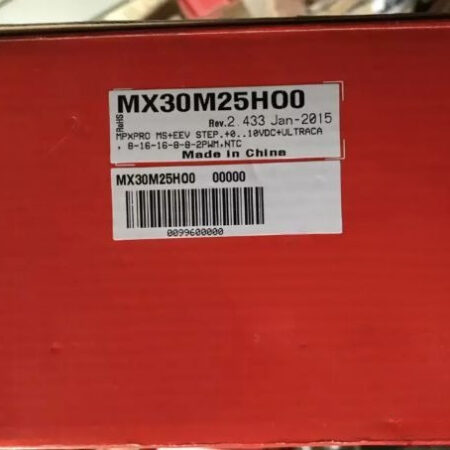 MX30M25HO0
RoHS
Rev.2.433 Jan-2015
MPXPRO MS+EEV STEP.+0..10VDC+ULTRACA
. 8-16-16-8-8-2PWM,NTC
Made in China
MX30M25HO0 00000
0099600000